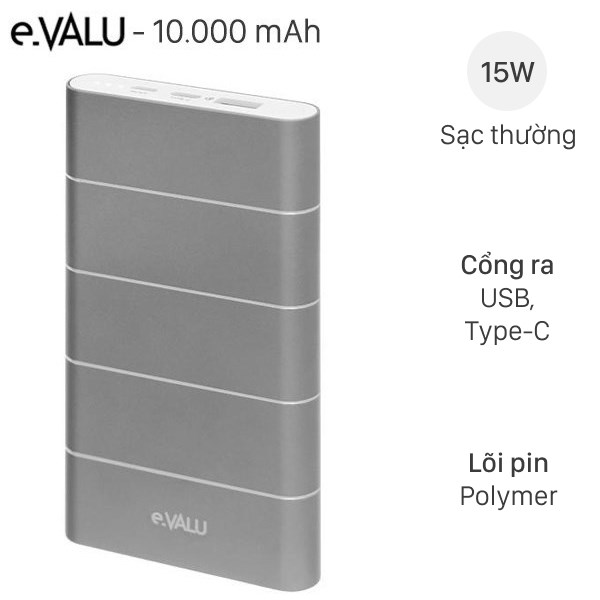 e.VALU - 10.000 mAh
15W
Sạc thường
Cổng ra
USB,
Type-C
Lõi pin
Polymer
e.VALU